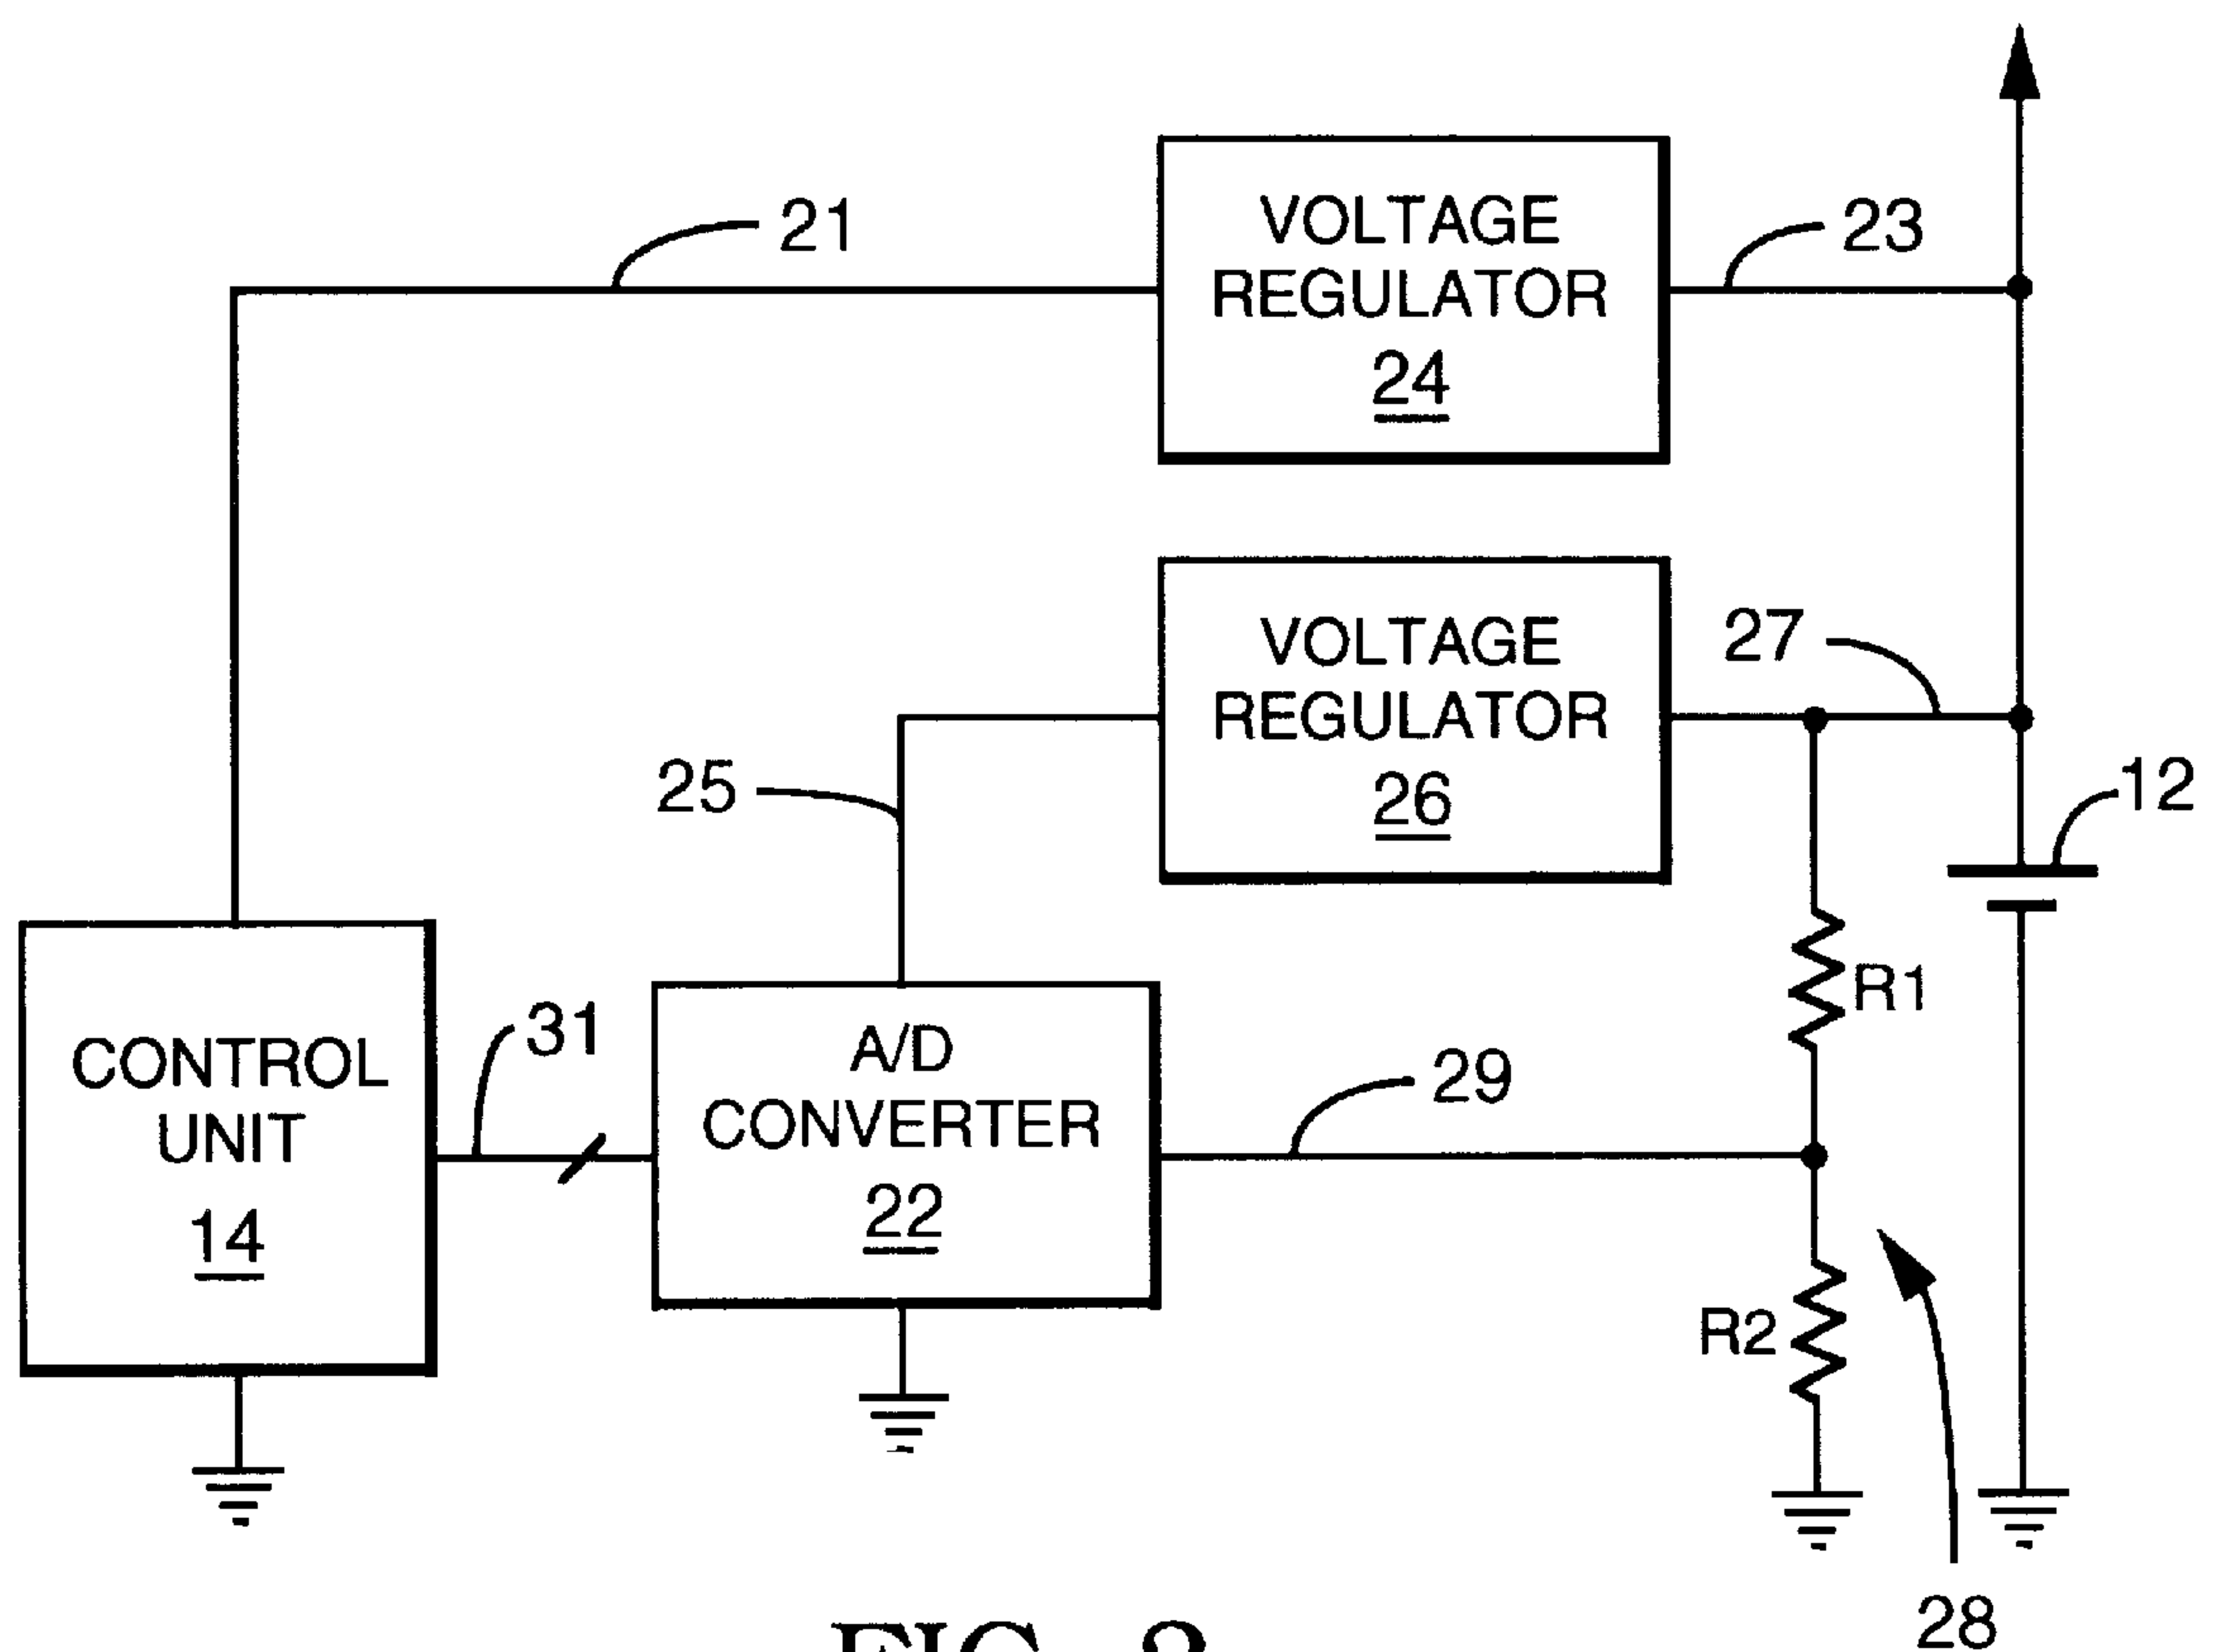 21
VOLTAGE
REGULATOR
24
23
VOLTAGE
REGULATOR
26
27
25
12
CONTROL
UNIT
14
31
A/D
CONVERTER
22
29
R1
R2
28